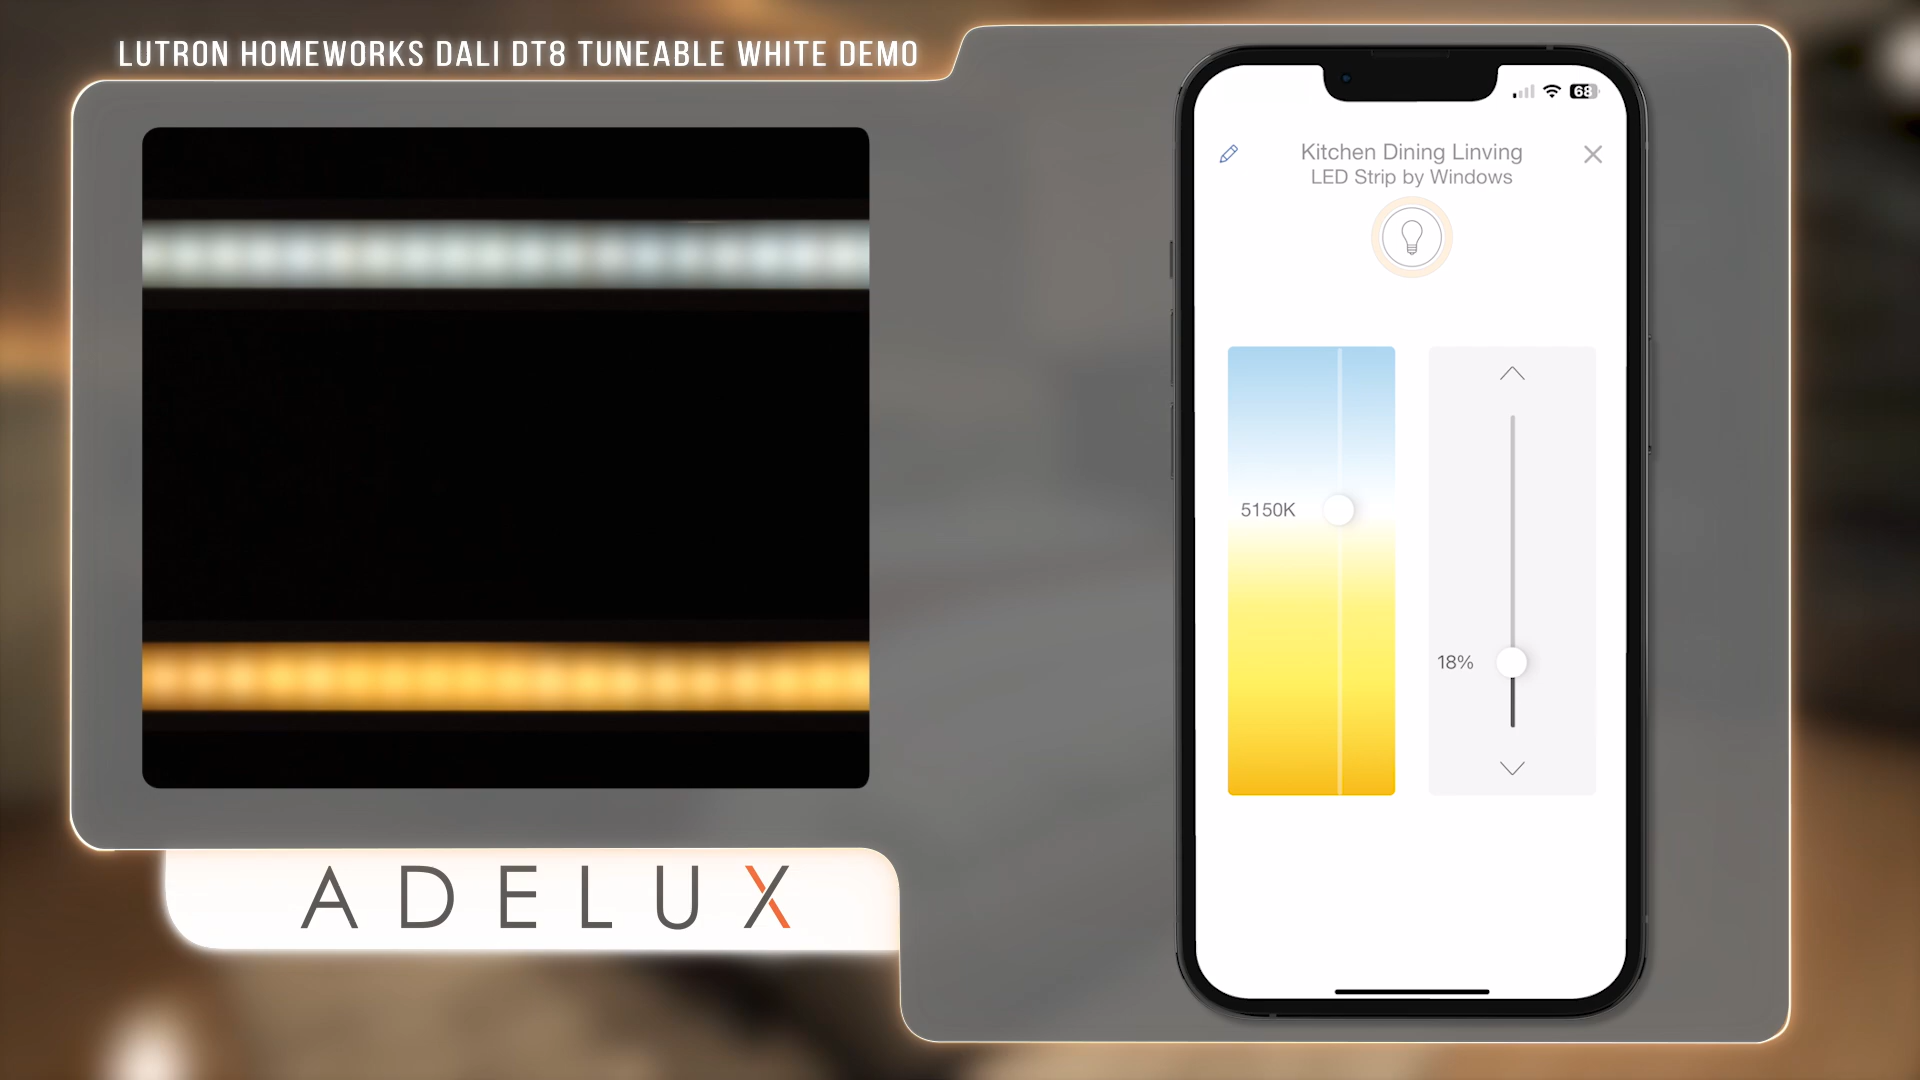 LUTRON HOMEWORKS DALI DT8 TUNEABLE WHITE DEMO
68
Kitchen Dining Linving
LED Strip by Windows
5150K
18%
ADELUX